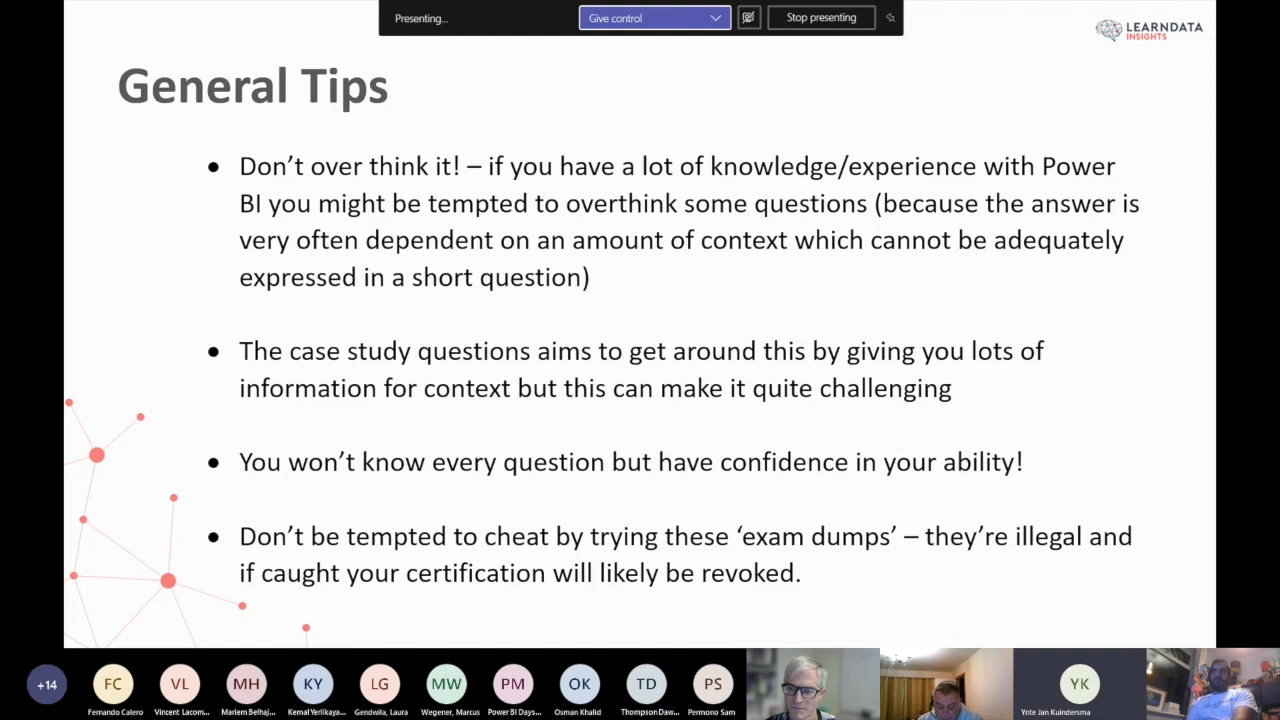 Presenting...
Give control
Stop presenting
LEARNDATA
INSIGHTS
General Tips
● Don’t over think it! – if you have a lot of knowledge/experience with Power
BI you might be tempted to overthink some questions (because the answer is
very often dependent on an amount of context which cannot be adequately
expressed in a short question)
● The case study questions aims to get around this by giving you lots of
information for context but this can make it quite challenging
● You won’t know every question but have confidence in your ability!
● Don’t be tempted to cheat by trying these ‘exam dumps’ – they’re illegal and
if caught your certification will likely be revoked.
+14
FC
VL
MH
KY
LG
MW
PM
OK
TD
PS
YK
Fernando Calero
Vincent Lacom...
Mariem Belhaj...
Kemal Yerlikaya...
Gendwila, Laura
Wegener, Marcus
Power BI Days...
Osman Khalid
Thompson Daw...
Permono Sam
Ynte Jan Kuindersma